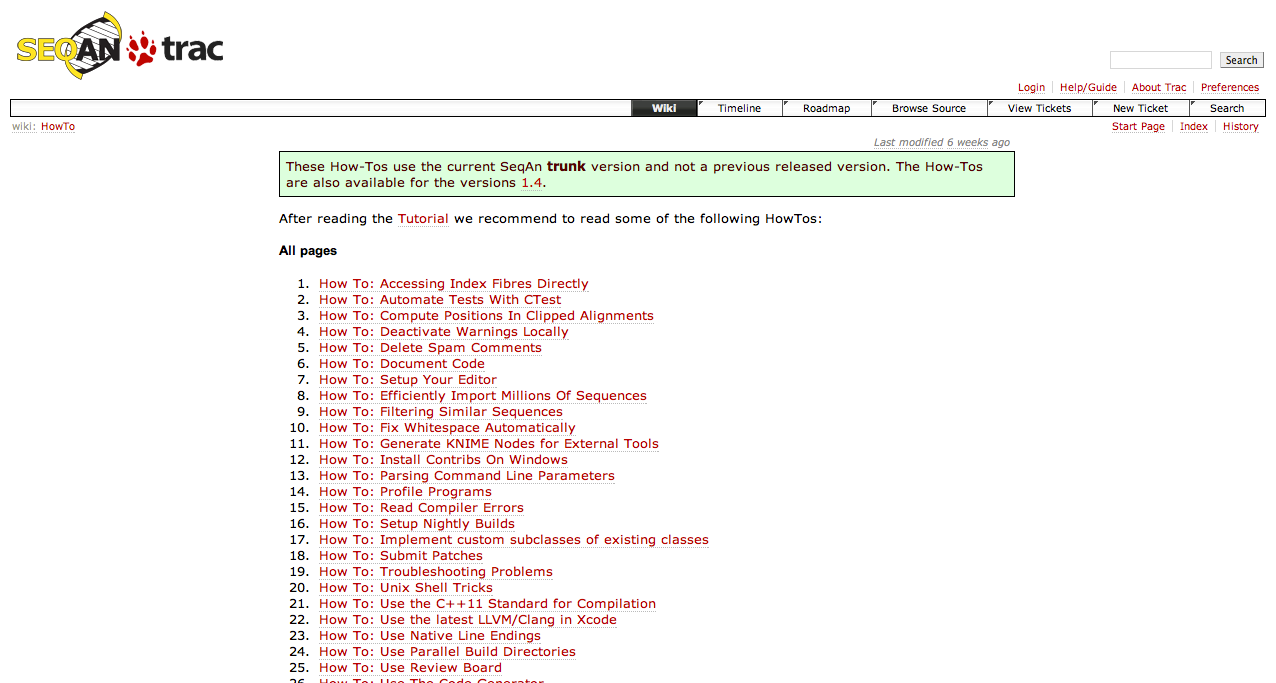 SEQAN trac
Search
Login Help/Guide About Trac Preferences
Wiki Timeline Roadmap Browse Source View Tickets New Ticket Search
wiki: HowTo Start Page Index History
Last modified 6 weeks ago
These How-Tos use the current SeqAn trunk version and not a previous released version. The How-Tos
are also available for the versions 1.4.
After reading the Tutorial we recommend to read some of the following HowTos:
All pages
1. How To: Accessing Index Fibres Directly
2. How To: Automate Tests With CTest
3. How To: Compute Positions In Clipped Alignments
4. How To: Deactivate Warnings Locally
5. How To: Delete Spam Comments
6. How To: Document Code
7. How To: Setup Your Editor
8. How To: Efficiently Import Millions Of Sequences
9. How To: Filtering Similar Sequences
10. How To: Fix Whitespace Automatically
11. How To: Generate KNIME Nodes for External Tools
12. How To: Install Contribs On Windows
13. How To: Parsing Command Line Parameters
14. How To: Profile Programs
15. How To: Read Compiler Errors
16. How To: Setup Nightly Builds
17. How To: Implement custom subclasses of existing classes
18. How To: Submit Patches
19. How To: Troubleshooting Problems
20. How To: Unix Shell Tricks
21. How To: Use the C++11 Standard for Compilation
22. How To: Use the latest LLVM/Clang in Xcode
23. How To: Use Native Line Endings
24. How To: Use Parallel Build Directories
25. How To: Use Review Board
26. How To: Use The Code Generator